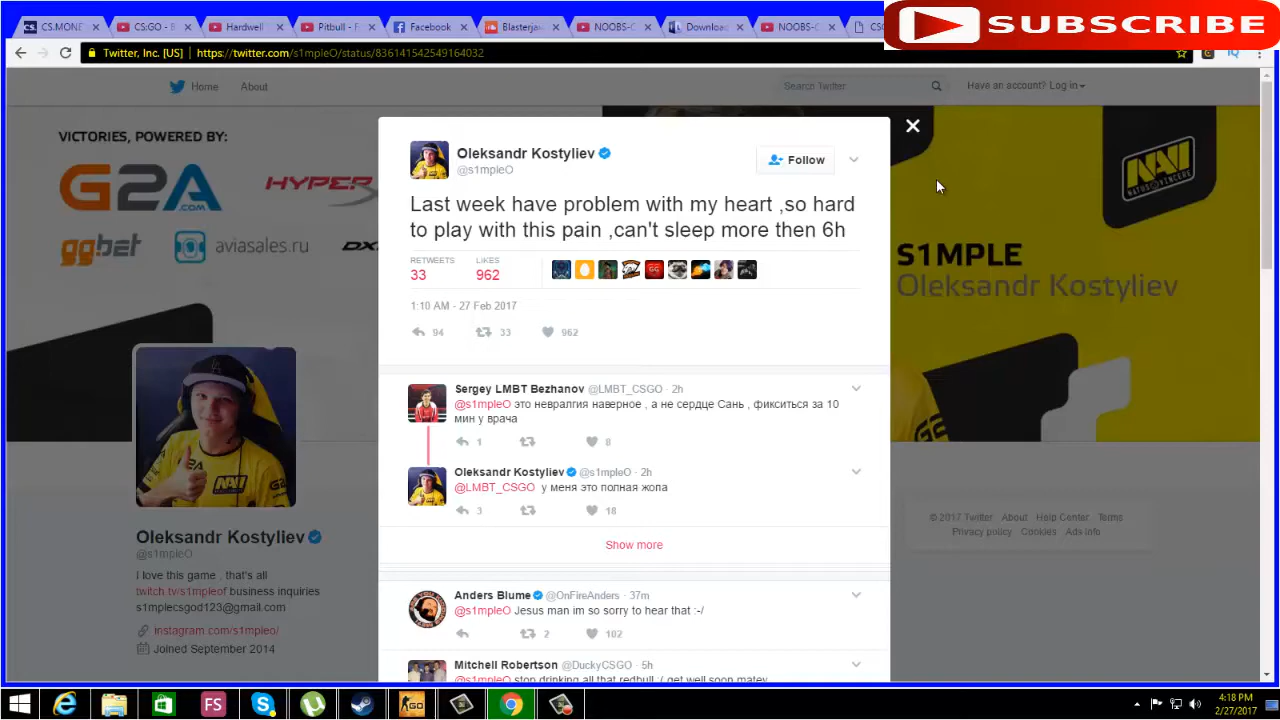 CS.MONE
CS:GO - B
Hardwell
Pitbull - F
Facebook
Blasterjax
NOOBS-C
Download
NOOBS-C
SUBSCRIBE
Twitter, Inc. [US] https://twitter.com/s1mpleO/status/836141542549164032
Home About
Search Twitter
Have an account? Log in
VICTORIES, POWERED BY:
G2A
.COM
HYPERX
ggbet
aviasales.ru
NAVI
NATUS VINCERE
S1MPLE
Oleksandr Kostyliev
Oleksandr Kostyliev
@s1mpleO
Follow
Last week have problem with my heart ,so hard
to play with this pain ,can't sleep more then 6h
RETWEETS LIKES
33 962
1:10 AM - 27 Feb 2017
94 33 962
Sergey LMBT Bezhanov @LMBT_CSGO · 2h
@s1mpleO это невралгия наверное , а не сердце Сань , фикситься за 10
мин у врача
1 8
Oleksandr Kostyliev @s1mpleO · 2h
@LMBT_CSGO у меня это полная жопа
3 18
Show more
Anders Blume @OnFireAnders · 37m
@s1mpleO Jesus man im so sorry to hear that :-/
2 102
Mitchell Robertson @DuckyCSGO · 5h
@s1mpleO stop drinking all that redbull :/ get well soon matey
NAVI
Oleksandr Kostyliev
@s1mpleO
I love this game , that's all
twitch.tv/s1mpleof business inquiries
s1mplecsgod123@gmail.com
instagram.com/s1mpleo/
Joined September 2014
© 2017 Twitter About Help Center Terms
Privacy policy Cookies Ads info
FS
GO
4:18 PM
2/27/2017